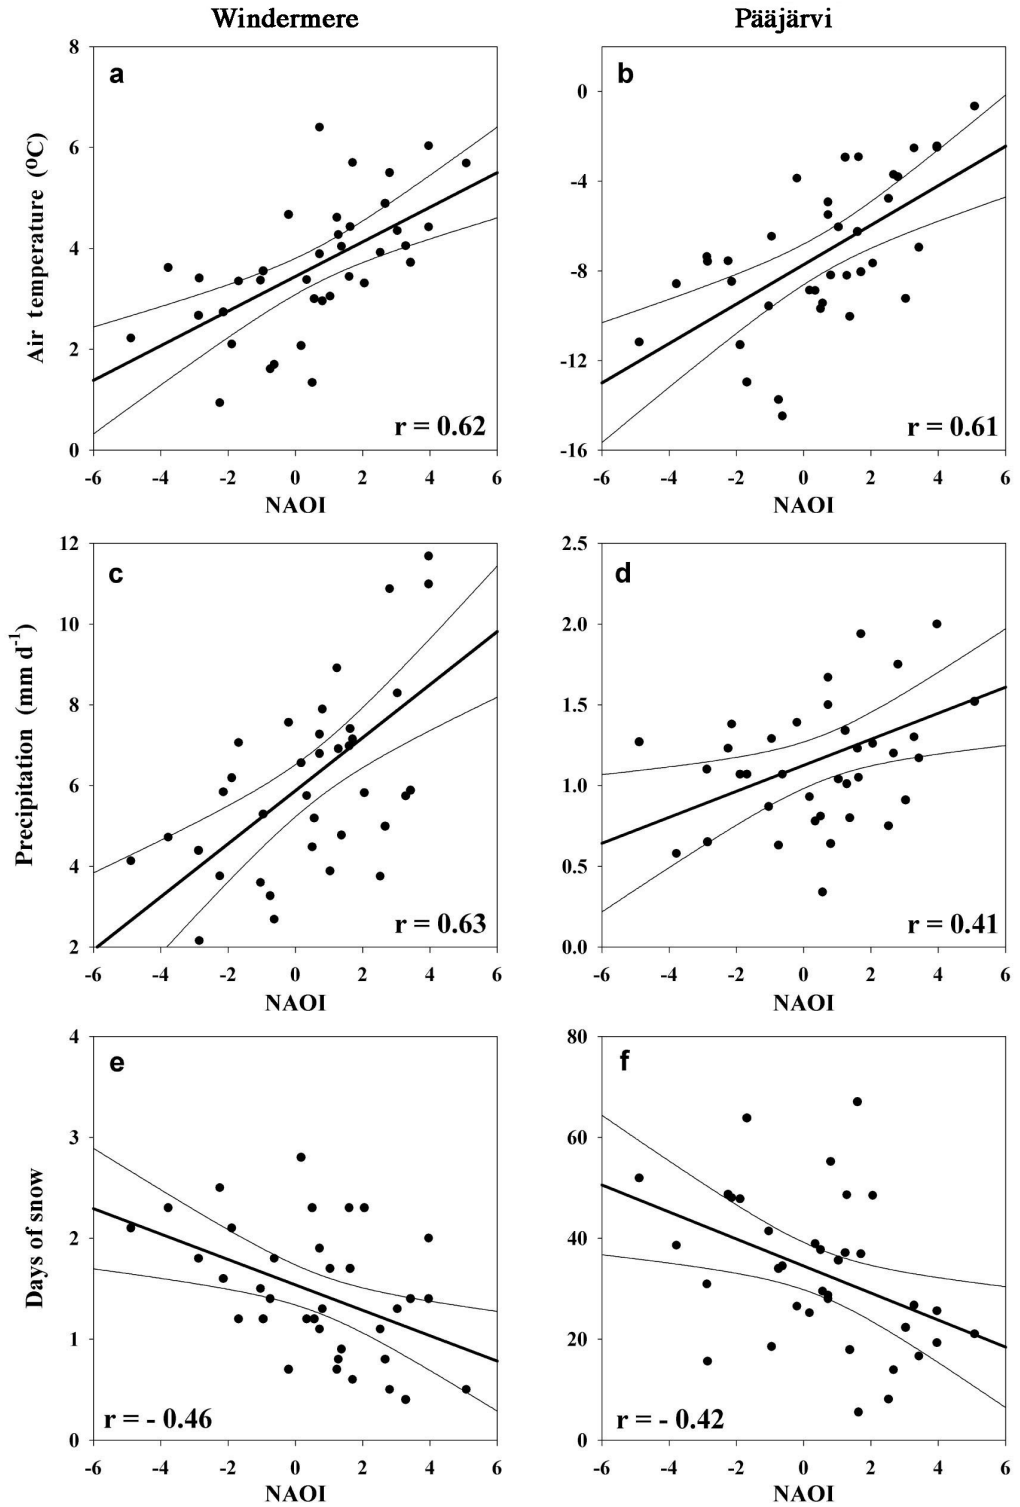 Windermere Pääjärvi
a b
8 6 4 2 0
0 -4 -8 -12 -16
Air temperature (⁰C)
r = 0.62 r = 0.61
-6 -4 -2 0 2 4 6 -6 -4 -2 0 2 4 6
NAOI NAOI
c d
12 10 8 6 4 2
2.5 2.0 1.5 1.0 0.5 0.0
Precipitation (mm d⁻¹)
r = 0.63 r = 0.41
-6 -4 -2 0 2 4 6 -6 -4 -2 0 2 4 6
NAOI NAOI
e f
4 3 2 1 0
80 60 40 20 0
Days of snow
r = - 0.46 r = - 0.42
-6 -4 -2 0 2 4 6 -6 -4 -2 0 2 4 6
NAOI NAOI